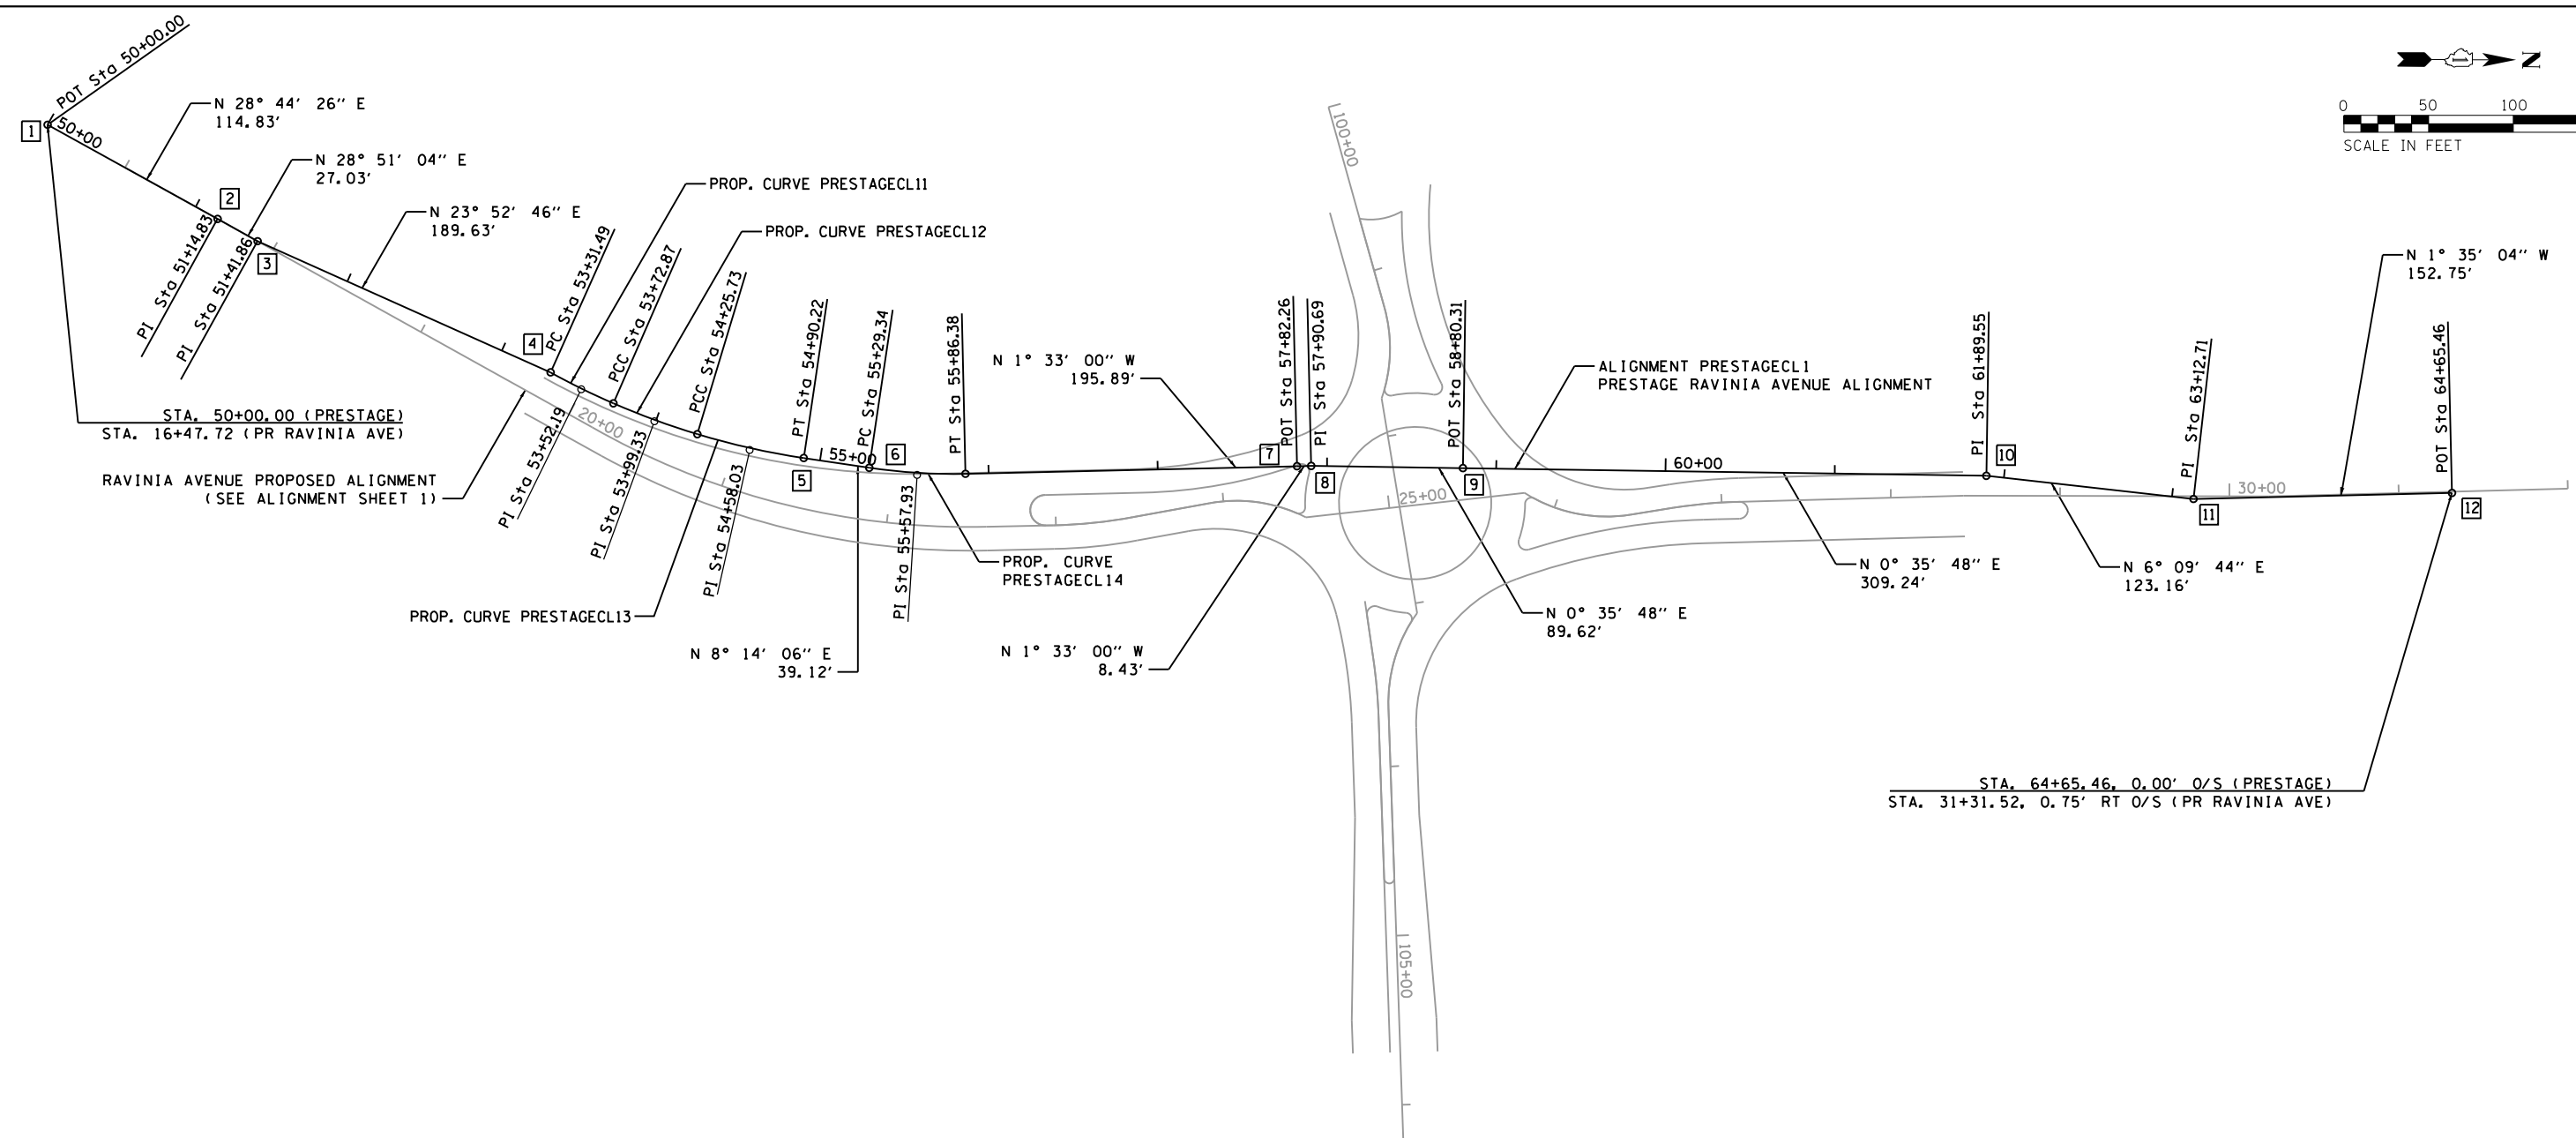 POT Sta 50+00.00
1
50+00
N 28° 44' 26" E
114.83'
N 28° 51' 04" E
27.03'
N 23° 52' 46" E
189.63'
2
3
PI Sta 51+14.83
PI Sta 51+41.86
STA. 50+00.00 (PRESTAGE)
STA. 16+47.72 (PR RAVINIA AVE)
RAVINIA AVENUE PROPOSED ALIGNMENT
(SEE ALIGNMENT SHEET 1)
4
PC Sta 53+31.49
PCC Sta 53+72.87
PCC Sta 54+25.73
PROP. CURVE PRESTAGECL11
PROP. CURVE PRESTAGECL12
20+00
PI Sta 53+52.19
PI Sta 53+99.33
PI Sta 54+58.03
PROP. CURVE PRESTAGECL13
PT Sta 54+90.22
5
55+00
PC Sta 55+29.34
6
PI Sta 55+57.93
PT Sta 55+86.38
N 8° 14' 06" E
39.12'
PROP. CURVE
PRESTAGECL14
N 1° 33' 00" W
195.89'
N 1° 33' 00" W
8.43'
7
POT Sta 57+82.26
PI Sta 57+90.69
8
100+00
25+00
105+00
POT Sta 58+80.31
9
N 0° 35' 48" E
89.62'
ALIGNMENT PRESTAGECL1
PRESTAGE RAVINIA AVENUE ALIGNMENT
60+00
N 0° 35' 48" E
309.24'
PI Sta 61+89.55
10
N 6° 09' 44" E
123.16'
PI Sta 63+12.71
11
30+00
N 1° 35' 04" W
152.75'
POT Sta 64+65.46
12
STA. 64+65.46, 0.00' O/S (PRESTAGE)
STA. 31+31.52, 0.75' RT O/S (PR RAVINIA AVE)
N
0 50 100
SCALE IN FEET